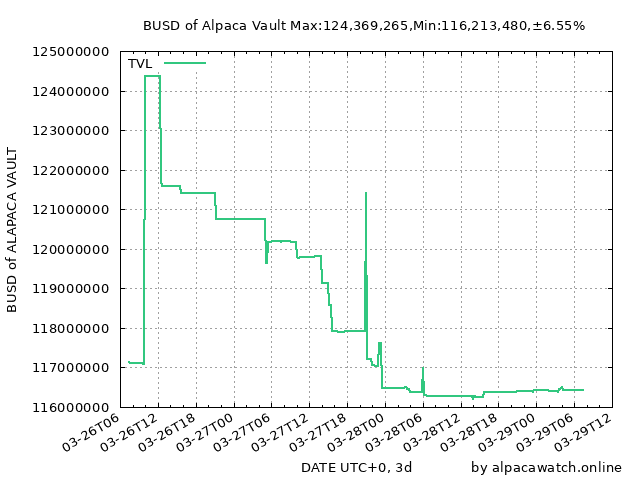 BUSD of Alpaca Vault Max:124,369,265,Min:116,213,480,±6.55%
TVL
125000000
124000000
123000000
122000000
121000000
120000000
119000000
118000000
117000000
116000000
BUSD of ALAPACA VAULT
03-26T06
03-26T12
03-26T18
03-27T00
03-27T06
03-27T12
03-27T18
03-28T00
03-28T06
03-28T12
03-28T18
03-29T00
03-29T06
03-29T12
DATE UTC+0, 3d
by alpacawatch.online